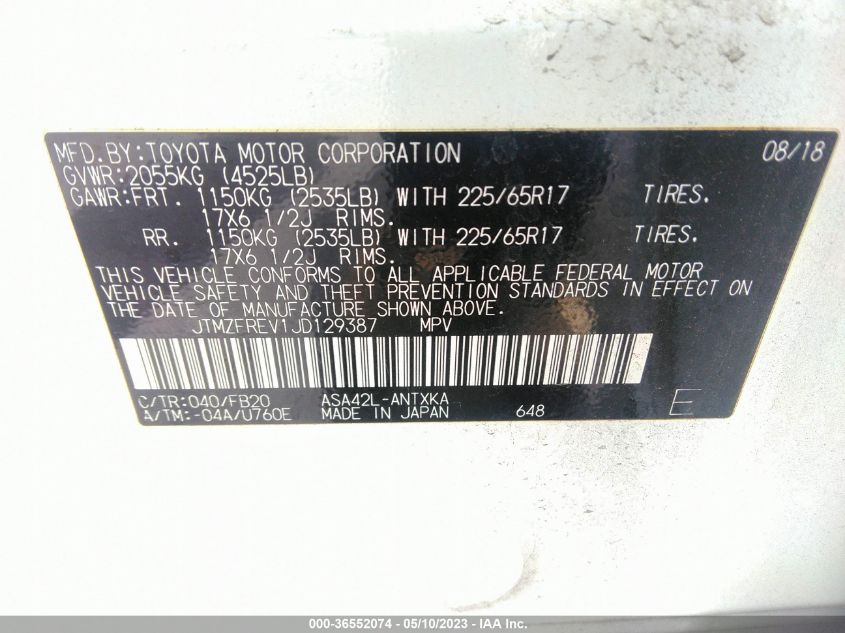 MFD. BY: TOYOTA MOTOR CORPORATION 08/18
GVWR: 2055KG (4525LB)
GAWR: FRT. 1150KG (2535LB) WITH 225/65R17 TIRES.
17X6 1/2J RIMS.
RR. 1150KG (2535LB) WITH 225/65R17 TIRES.
17X6 1/2J RIMS.
THIS VEHICLE CONFORMS TO ALL APPLICABLE FEDERAL MOTOR
VEHICLE SAFETY AND THEFT PREVENTION STANDARDS IN EFFECT ON
THE DATE OF MANUFACTURE SHOWN ABOVE.
JTMZFREV1JD129387 MPV
C/TR: 040/FB20 ASA42L-ANTXKA
A/TM: -04A/U760E MADE IN JAPAN 648 E
000-36552074 - 05/10/2023 - IAA Inc.